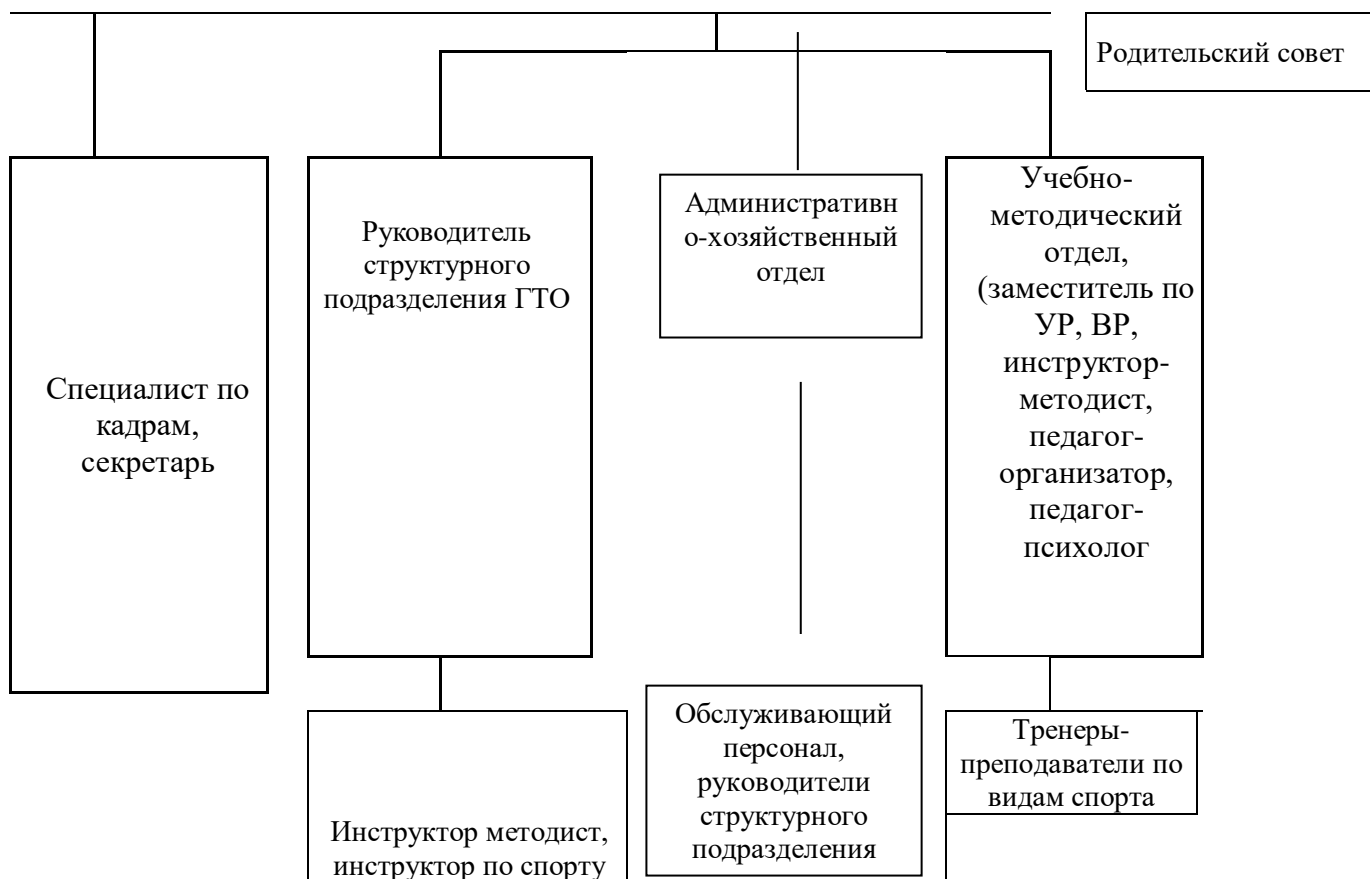 Родительский совет
Специалист по
кадрам,
секретарь
Руководитель
структурного
подразделения ГТО
Административн
о-хозяйственный
отдел
Учебно-
методический
отдел,
(заместитель по
УР, ВР,
инструктор-
методист,
педагог-
организатор,
педагог-
психолог
Инструктор методист,
инструктор по спорту
Обслуживающий
персонал,
руководители
структурного
подразделения
Тренеры-
преподаватели по
видам спорта